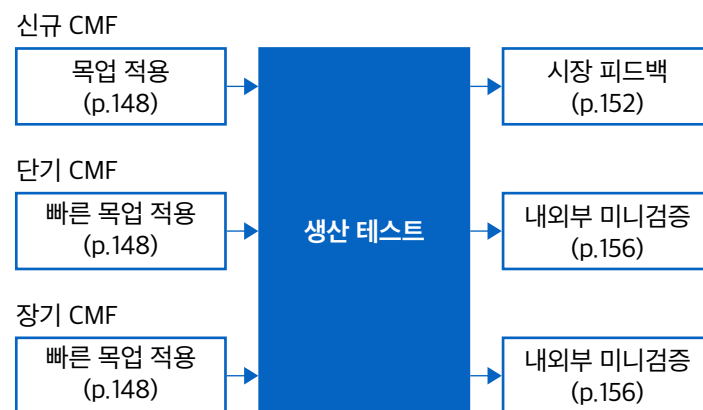 신규 CMF
목업 적용
(p.148)
시장 피드백
(p.152)
단기 CMF
빠른 목업 적용
(p.148)
생산 테스트
내외부 미니검증
(p.156)
장기 CMF
빠른 목업 적용
(p.148)
내외부 미니검증
(p.156)